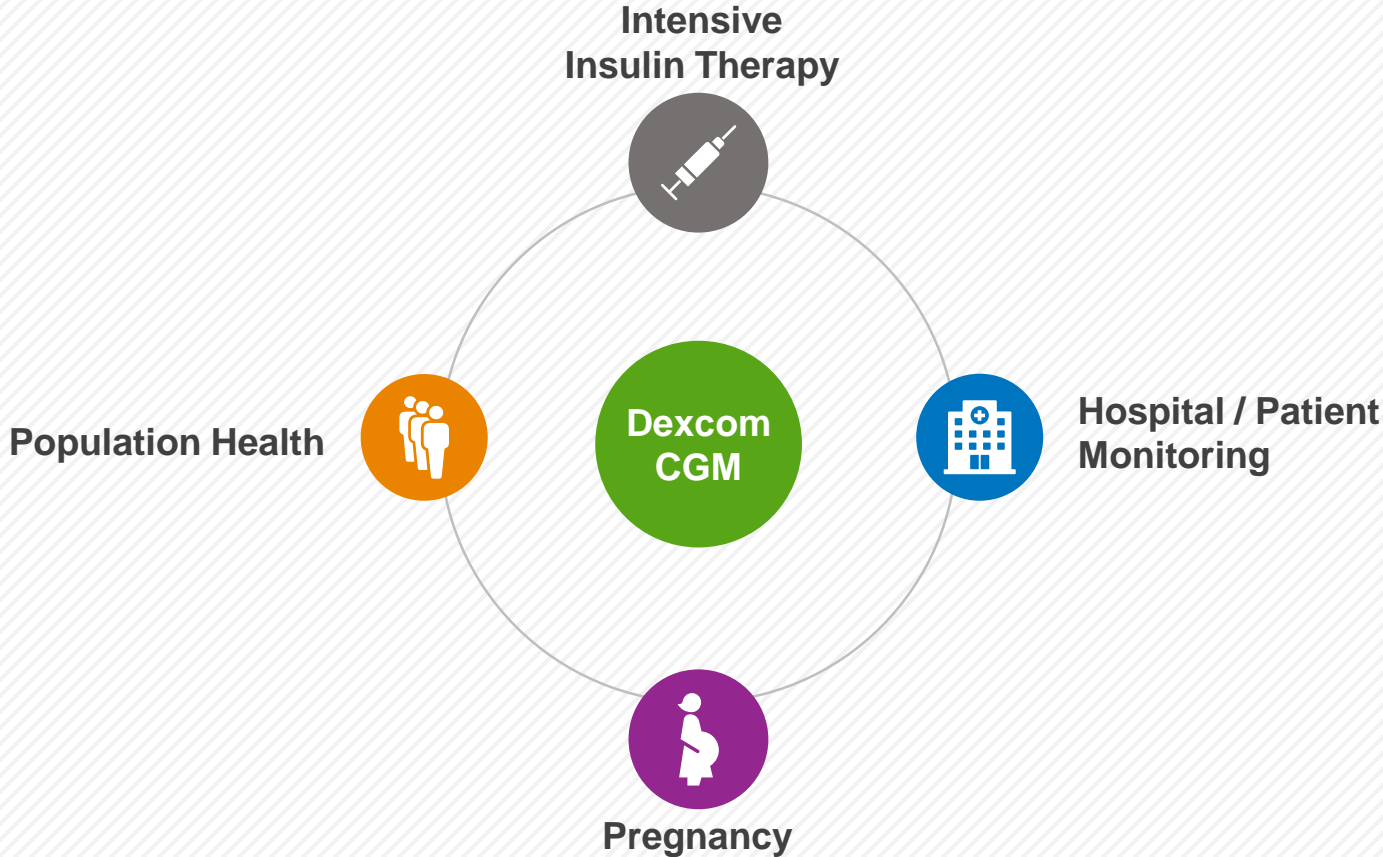 Intensive
Insulin Therapy
Population Health
Dexcom
CGM
Hospital / Patient
Monitoring
Pregnancy